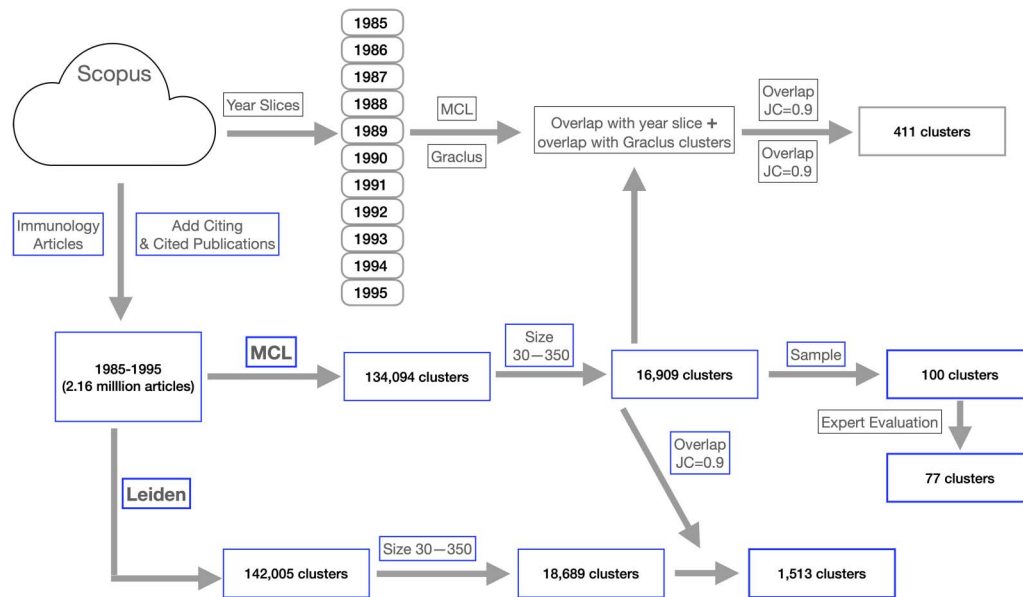 Scopus
Year Slices
1985
1986
1987
1988
1989
1990
1991
1992
1993
1994
1995
MCL
Graclus
Overlap with year slice +
overlap with Graclus clusters
Overlap
JC=0.9
Overlap
JC=0.9
411 clusters
Immunology
Articles
Add Citing
& Cited Publications
1985-1995
(2.16 milllion articles)
MCL
134,094 clusters
Size
30—350
16,909 clusters
Sample
100 clusters
Expert Evaluation
77 clusters
Overlap
JC=0.9
Leiden
142,005 clusters
Size 30—350
18,689 clusters
1,513 clusters